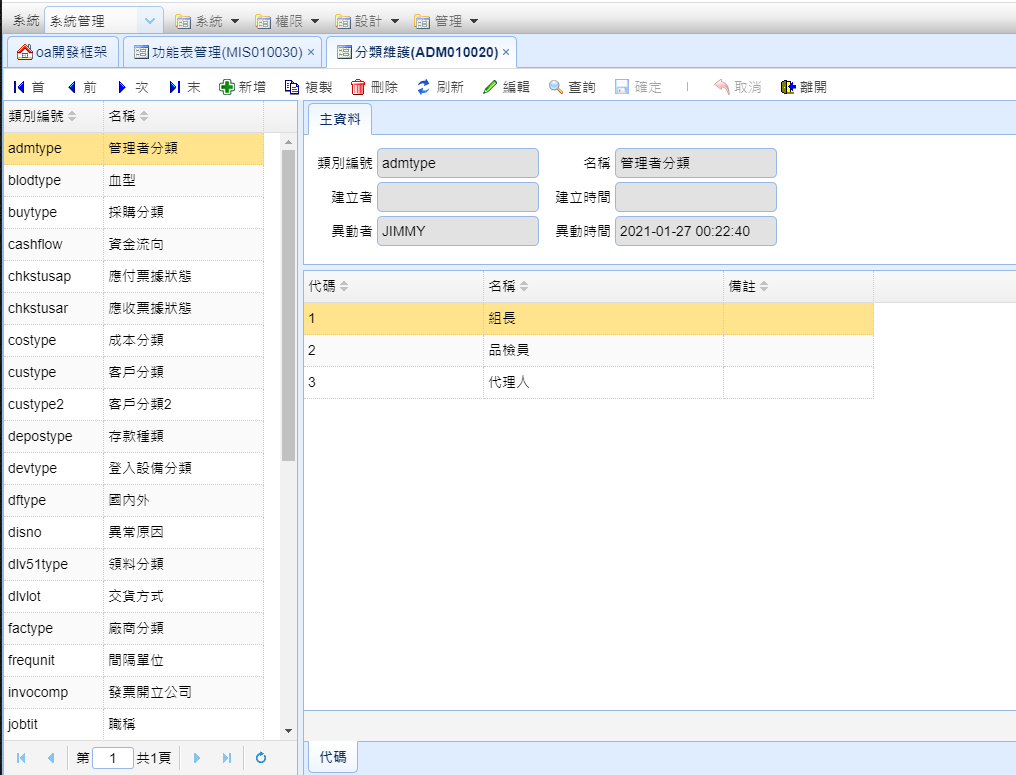 系統 系統管理 系統 權限 設計 管理
oa開發框架 功能表管理(MIS010030) × 分類維護(ADM010020) ×
首 前 次 末 新增 複製 刪除 刷新 編輯 查詢 確定 取消 離開
類別編號 名稱
admtype 管理者分類
blodtype 血型
buytype 採購分類
cashflow 資金流向
chkstusap 應付票據狀態
chkstusar 應收票據狀態
costype 成本分類
custype 客戶分類
custype2 客戶分類2
depostype 存款種類
devtype 登入設備分類
dftype 國內外
disno 異常原因
dlv51type 領料分類
dlvlot 交貨方式
factype 廠商分類
frequnit 間隔單位
invocomp 發票開立公司
jobtit 職稱
第 1 共1頁
主資料
類別編號 admtype 名稱 管理者分類
建立者 建立時間
異動者 JIMMY 異動時間 2021-01-27 00:22:40
代碼 名稱 備註
1 組長
2 品檢員
3 代理人
代碼